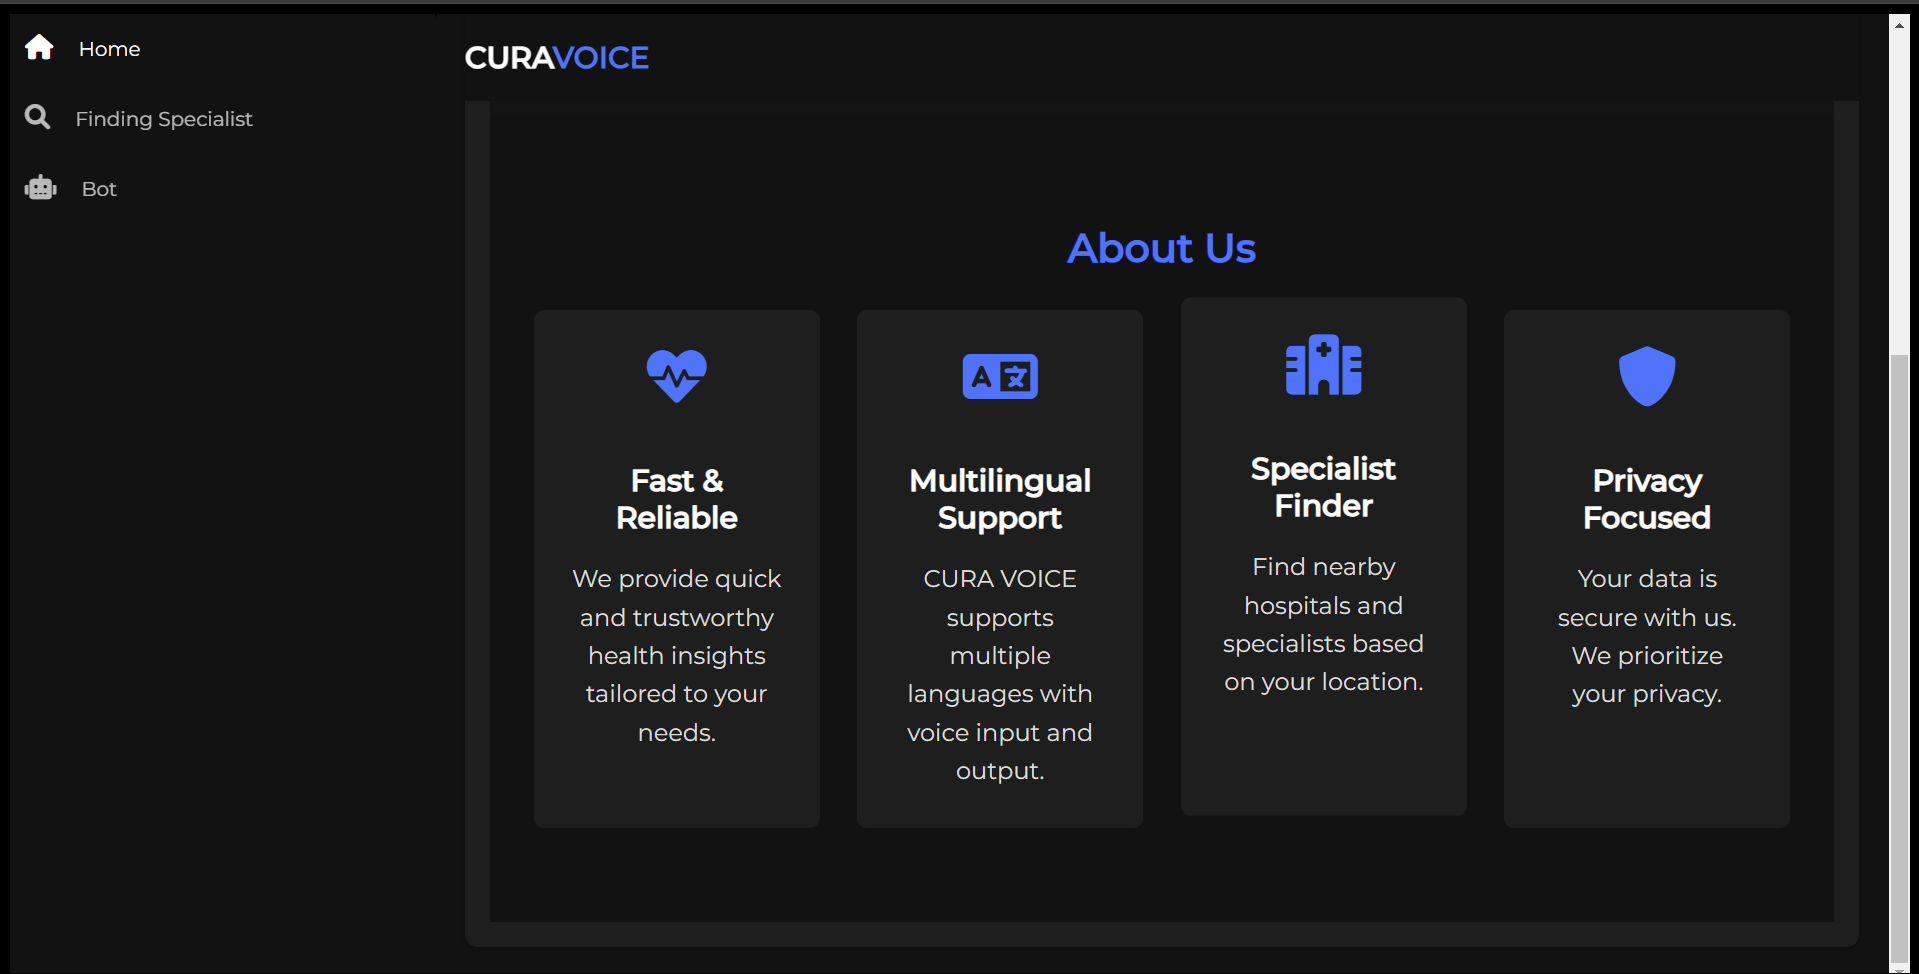 Home
Finding Specialist
Bot
CURAVOICE
About Us
Fast &
Reliable
We provide quick
and trustworthy
health insights
tailored to your
needs.
Multilingual
Support
CURA VOICE
supports
multiple
languages with
voice input and
output.
Specialist
Finder
Find nearby
hospitals and
specialists based
on your location.
Privacy
Focused
Your data is
secure with us.
We prioritize
your privacy.